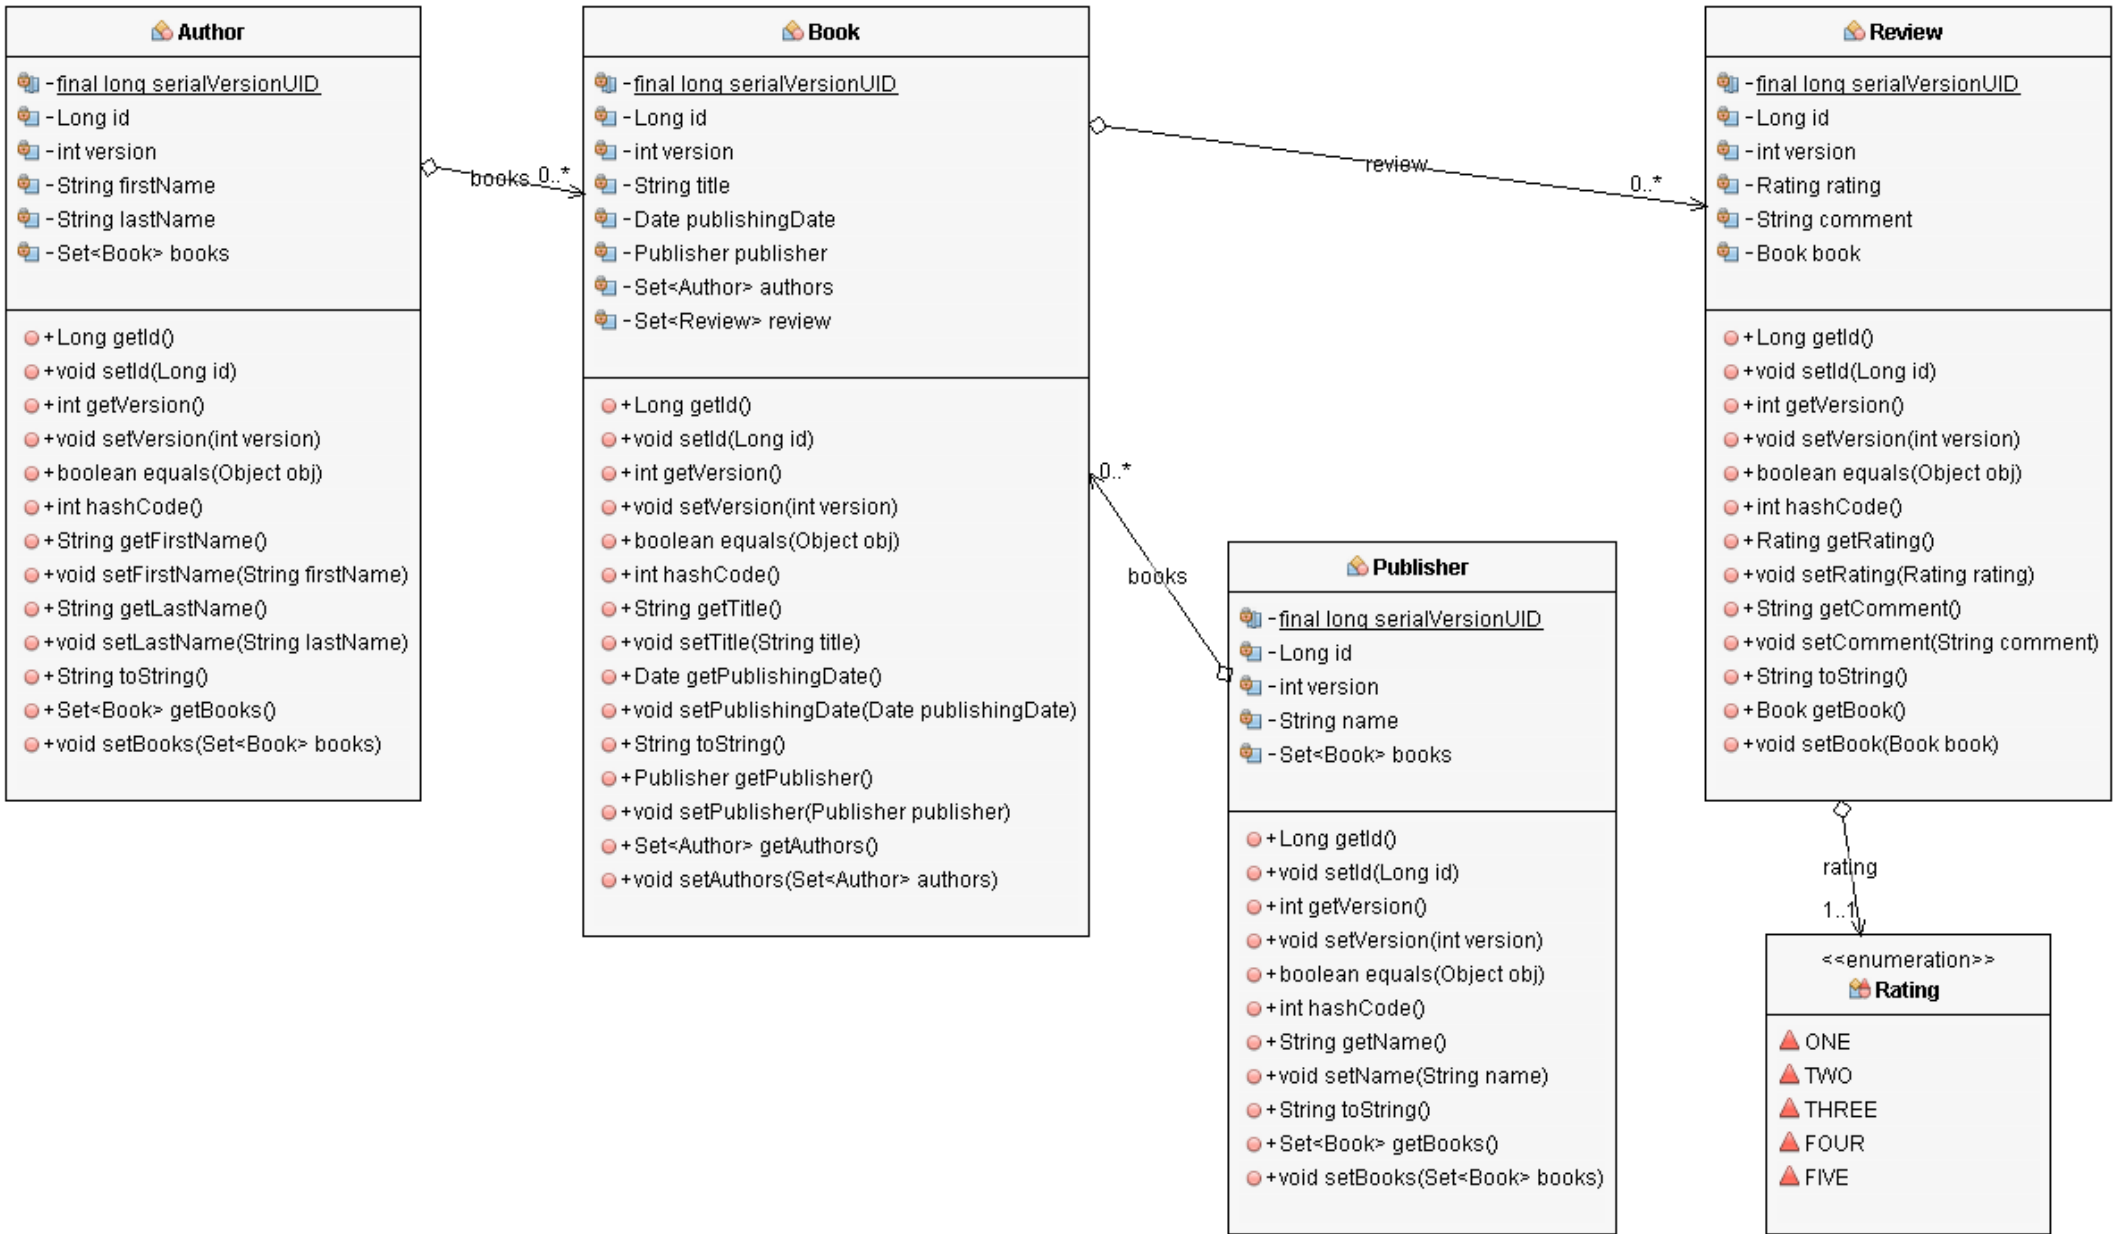 Author
-final long serialVersionUID
-Long id
-int version
-String firstName
-String lastName
-Set<Book> books
+Long getId()
+void setId(Long id)
+int getVersion()
+void setVersion(int version)
+boolean equals(Object obj)
+int hashCode()
+String getFirstName()
+void setFirstName(String firstName)
+String getLastName()
+void setLastName(String lastName)
+String toString()
+Set<Book> getBooks()
+void setBooks(Set<Book> books)
books 0..*
Book
-final long serialVersionUID
-Long id
-int version
-String title
-Date publishingDate
-Publisher publisher
-Set<Author> authors
-Set<Review> review
+Long getId()
+void setId(Long id)
+int getVersion()
+void setVersion(int version)
+boolean equals(Object obj)
+int hashCode()
+String getTitle()
+void setTitle(String title)
+Date getPublishingDate()
+void setPublishingDate(Date publishingDate)
+String toString()
+Publisher getPublisher()
+void setPublisher(Publisher publisher)
+Set<Author> getAuthors()
+void setAuthors(Set<Author> authors)
review
0..*
0..*
books
Publisher
-final long serialVersionUID
-Long id
-int version
-String name
-Set<Book> books
+Long getId()
+void setId(Long id)
+int getVersion()
+void setVersion(int version)
+boolean equals(Object obj)
+int hashCode()
+String getName()
+void setName(String name)
+String toString()
+Set<Book> getBooks()
+void setBooks(Set<Book> books)
Review
-final long serialVersionUID
-Long id
-int version
-Rating rating
-String comment
-Book book
+Long getId()
+void setId(Long id)
+int getVersion()
+void setVersion(int version)
+boolean equals(Object obj)
+int hashCode()
+Rating getRating()
+void setRating(Rating rating)
+String getComment()
+void setComment(String comment)
+String toString()
+Book getBook()
+void setBook(Book book)
rating
1..1
<<enumeration>>
Rating
ONE
TWO
THREE
FOUR
FIVE